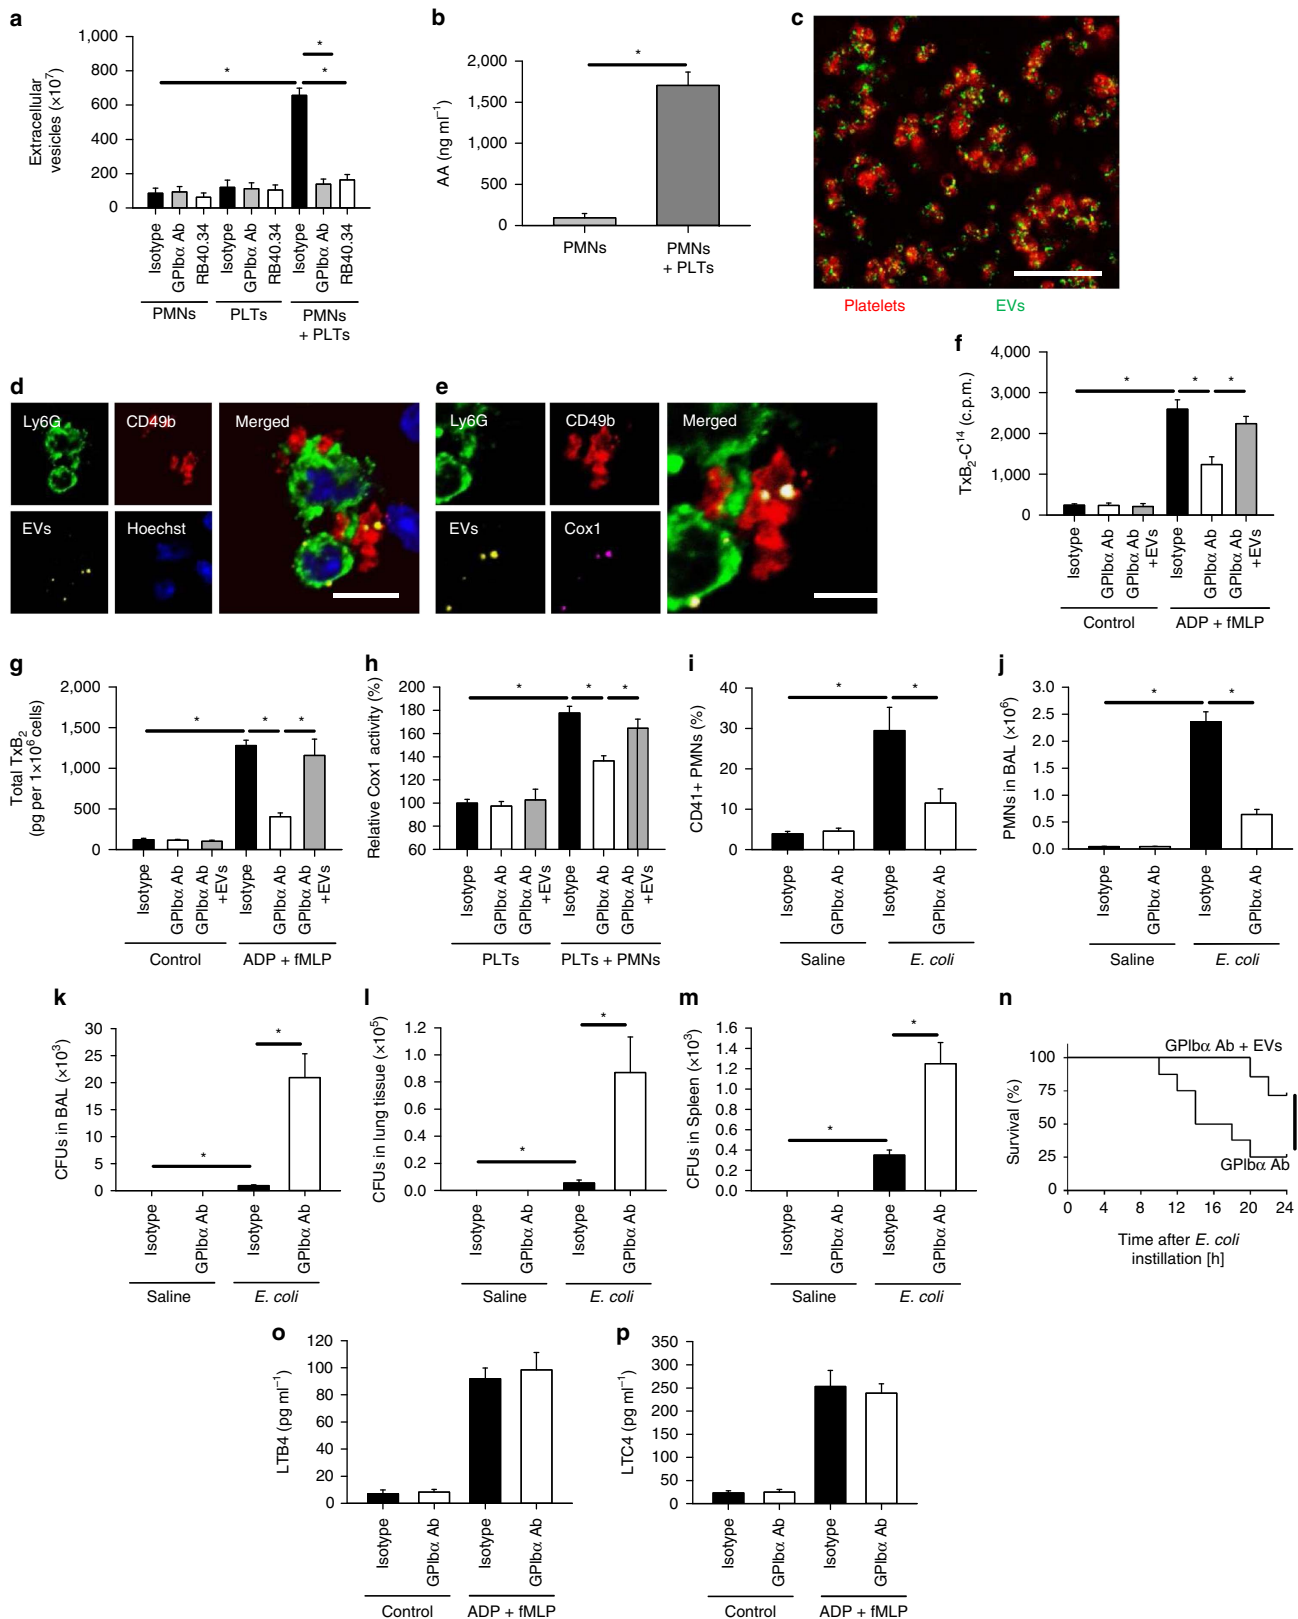 a
1,000
800
600
400
200
0
Extracellular
vesicles (×10⁷)
*
*
*
Isotype
GPIbα Ab
RB40.34
Isotype
GPIbα Ab
RB40.34
Isotype
GPIbα Ab
RB40.34
PMNs
PLTs
PMNs
+ PLTs
b
2,000
1,500
1,000
500
0
AA (ng ml⁻¹)
*
PMNs
PMNs
+ PLTs
c
Platelets
EVs
d
Ly6G
CD49b
Merged
EVs
Hoechst
e
Ly6G
CD49b
Merged
EVs
Cox1
f
4,000
3,000
2,000
1,000
0
TxB₂-C¹⁴ (c.p.m.)
*
*
*
Isotype
GPIbα Ab
GPIbα Ab
+EVs
Isotype
GPIbα Ab
GPIbα Ab
+EVs
Control
ADP + fMLP
g
2,000
1,500
1,000
500
0
Total TxB₂
(pg per 1×10⁶ cells)
*
*
*
Isotype
GPIbα Ab
GPIbα Ab
+EVs
Isotype
GPIbα Ab
GPIbα Ab
+EVs
Control
ADP + fMLP
h
200
180
160
140
120
100
80
60
Relative Cox1 activity (%)
*
*
*
Isotype
GPIbα Ab
GPIbα Ab
+EVs
Isotype
GPIbα Ab
GPIbα Ab
+EVs
PLTs
PLTs + PMNs
i
40
30
20
10
0
CD41+ PMNs (%)
*
*
Isotype
GPIbα Ab
Isotype
GPIbα Ab
Saline
E. coli
j
3.0
2.5
2.0
1.5
1.0
0.5
0.0
PMNs in BAL (×10⁶)
*
*
Isotype
GPIbα Ab
Isotype
GPIbα Ab
Saline
E. coli
k
30
25
20
15
10
5
0
CFUs in BAL (×10³)
*
*
Isotype
GPIbα Ab
Isotype
GPIbα Ab
Saline
E. coli
l
1.2
1.0
0.8
0.6
0.4
0.2
0.0
CFUs in lung tissue (×10⁵)
*
*
Isotype
GPIbα Ab
Isotype
GPIbα Ab
Saline
E. coli
m
1.6
1.4
1.2
1.0
0.8
0.6
0.4
0.2
0.0
CFUs in Spleen (×10³)
*
*
Isotype
GPIbα Ab
Isotype
GPIbα Ab
Saline
E. coli
n
GPIbα Ab + EVs
100
75
50
25
0
Survival (%)
GPIbα Ab
0 4 8 12 16 20 24
Time after E. coli
instillation [h]
o
120
100
80
60
40
20
0
LTB4 (pg ml⁻¹)
Isotype
GPIbα Ab
Isotype
GPIbα Ab
Control
ADP + fMLP
p
350
300
250
200
150
100
50
0
LTC4 (pg ml⁻¹)
Isotype
GPIbα Ab
Isotype
GPIbα Ab
Control
ADP + fMLP